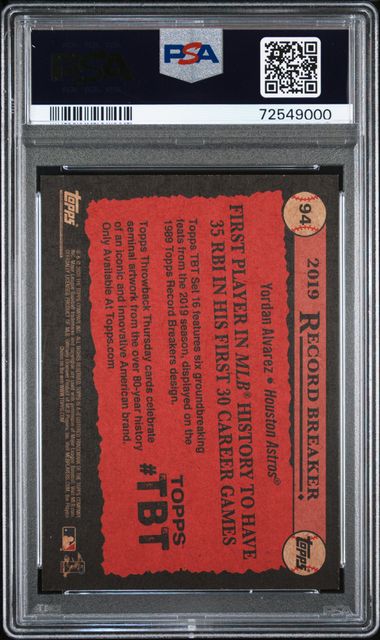 PSA
PSA
72549000
94
2019 RECORD BREAKER
Topps
Yordan Alvarez • Houston Astros®
FIRST PLAYER IN MLB® HISTORY TO HAVE
35 RBI IN HIS FIRST 30 CAREER GAMES
Topps TBT Set 16 features six groundbreaking
feats from the 2019 season, displayed on the
1989 Topps Record Breakers design.
Topps Throwback Thursday cards celebrate
seminal artwork from the over 80-year history
of an iconic and innovative American brand.
Only Available At Topps.com.
TOPPS
#TBT
Topps